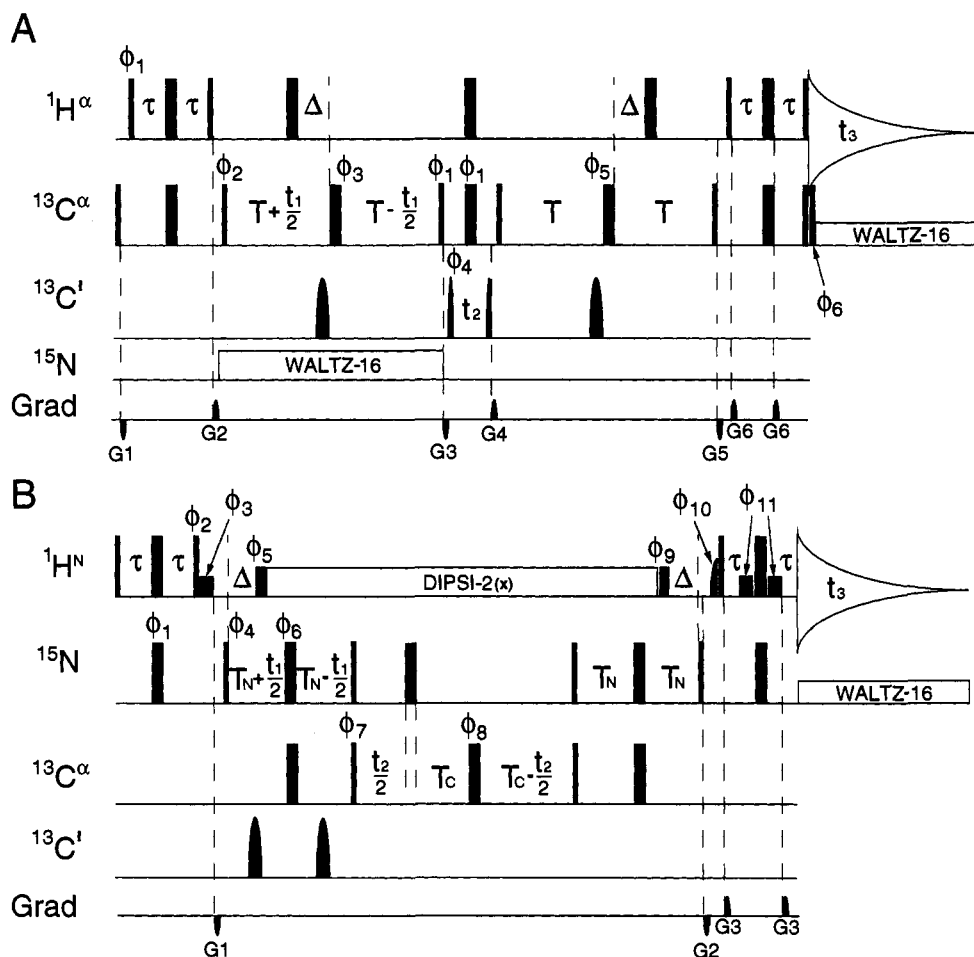 A
ϕ1
1Hα τ τ Δ Δ τ τ t3
ϕ2 ϕ3 ϕ1 ϕ1 ϕ5
13Cα T + t1/2 T - t1/2 T T WALTZ-16
ϕ4 ϕ6
13C' t2
15N WALTZ-16
Grad
G1 G2 G3 G4 G5 G6 G6
B
ϕ2 ϕ3 ϕ5 ϕ9 ϕ10 ϕ11
1HN τ τ Δ DIPSI-2(x) Δ τ τ t3
ϕ1 ϕ4 ϕ6
15N TN+t1/2 TN-t1/2 TN TN WALTZ-16
ϕ7 ϕ8
13Cα t2/2 TC TC-t2/2
13C'
Grad
G1 G2 G3 G3